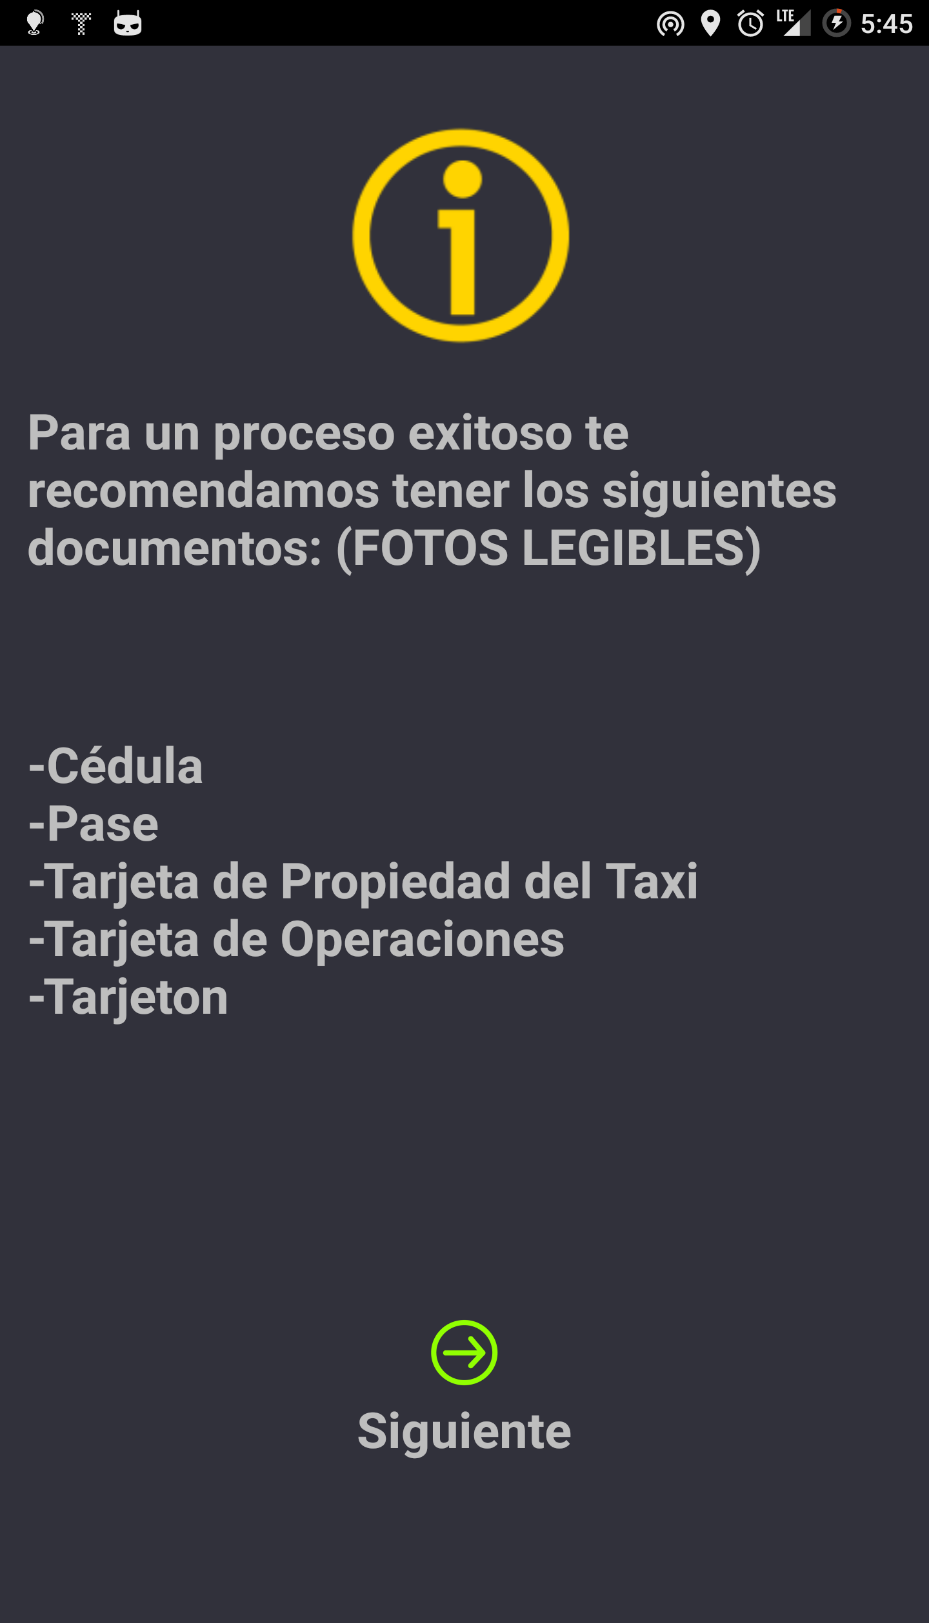 LTE 5:45
Para un proceso exitoso te
recomendamos tener los siguientes
documentos: (FOTOS LEGIBLES)
-Cédula
-Pase
-Tarjeta de Propiedad del Taxi
-Tarjeta de Operaciones
-Tarjeton
Siguiente